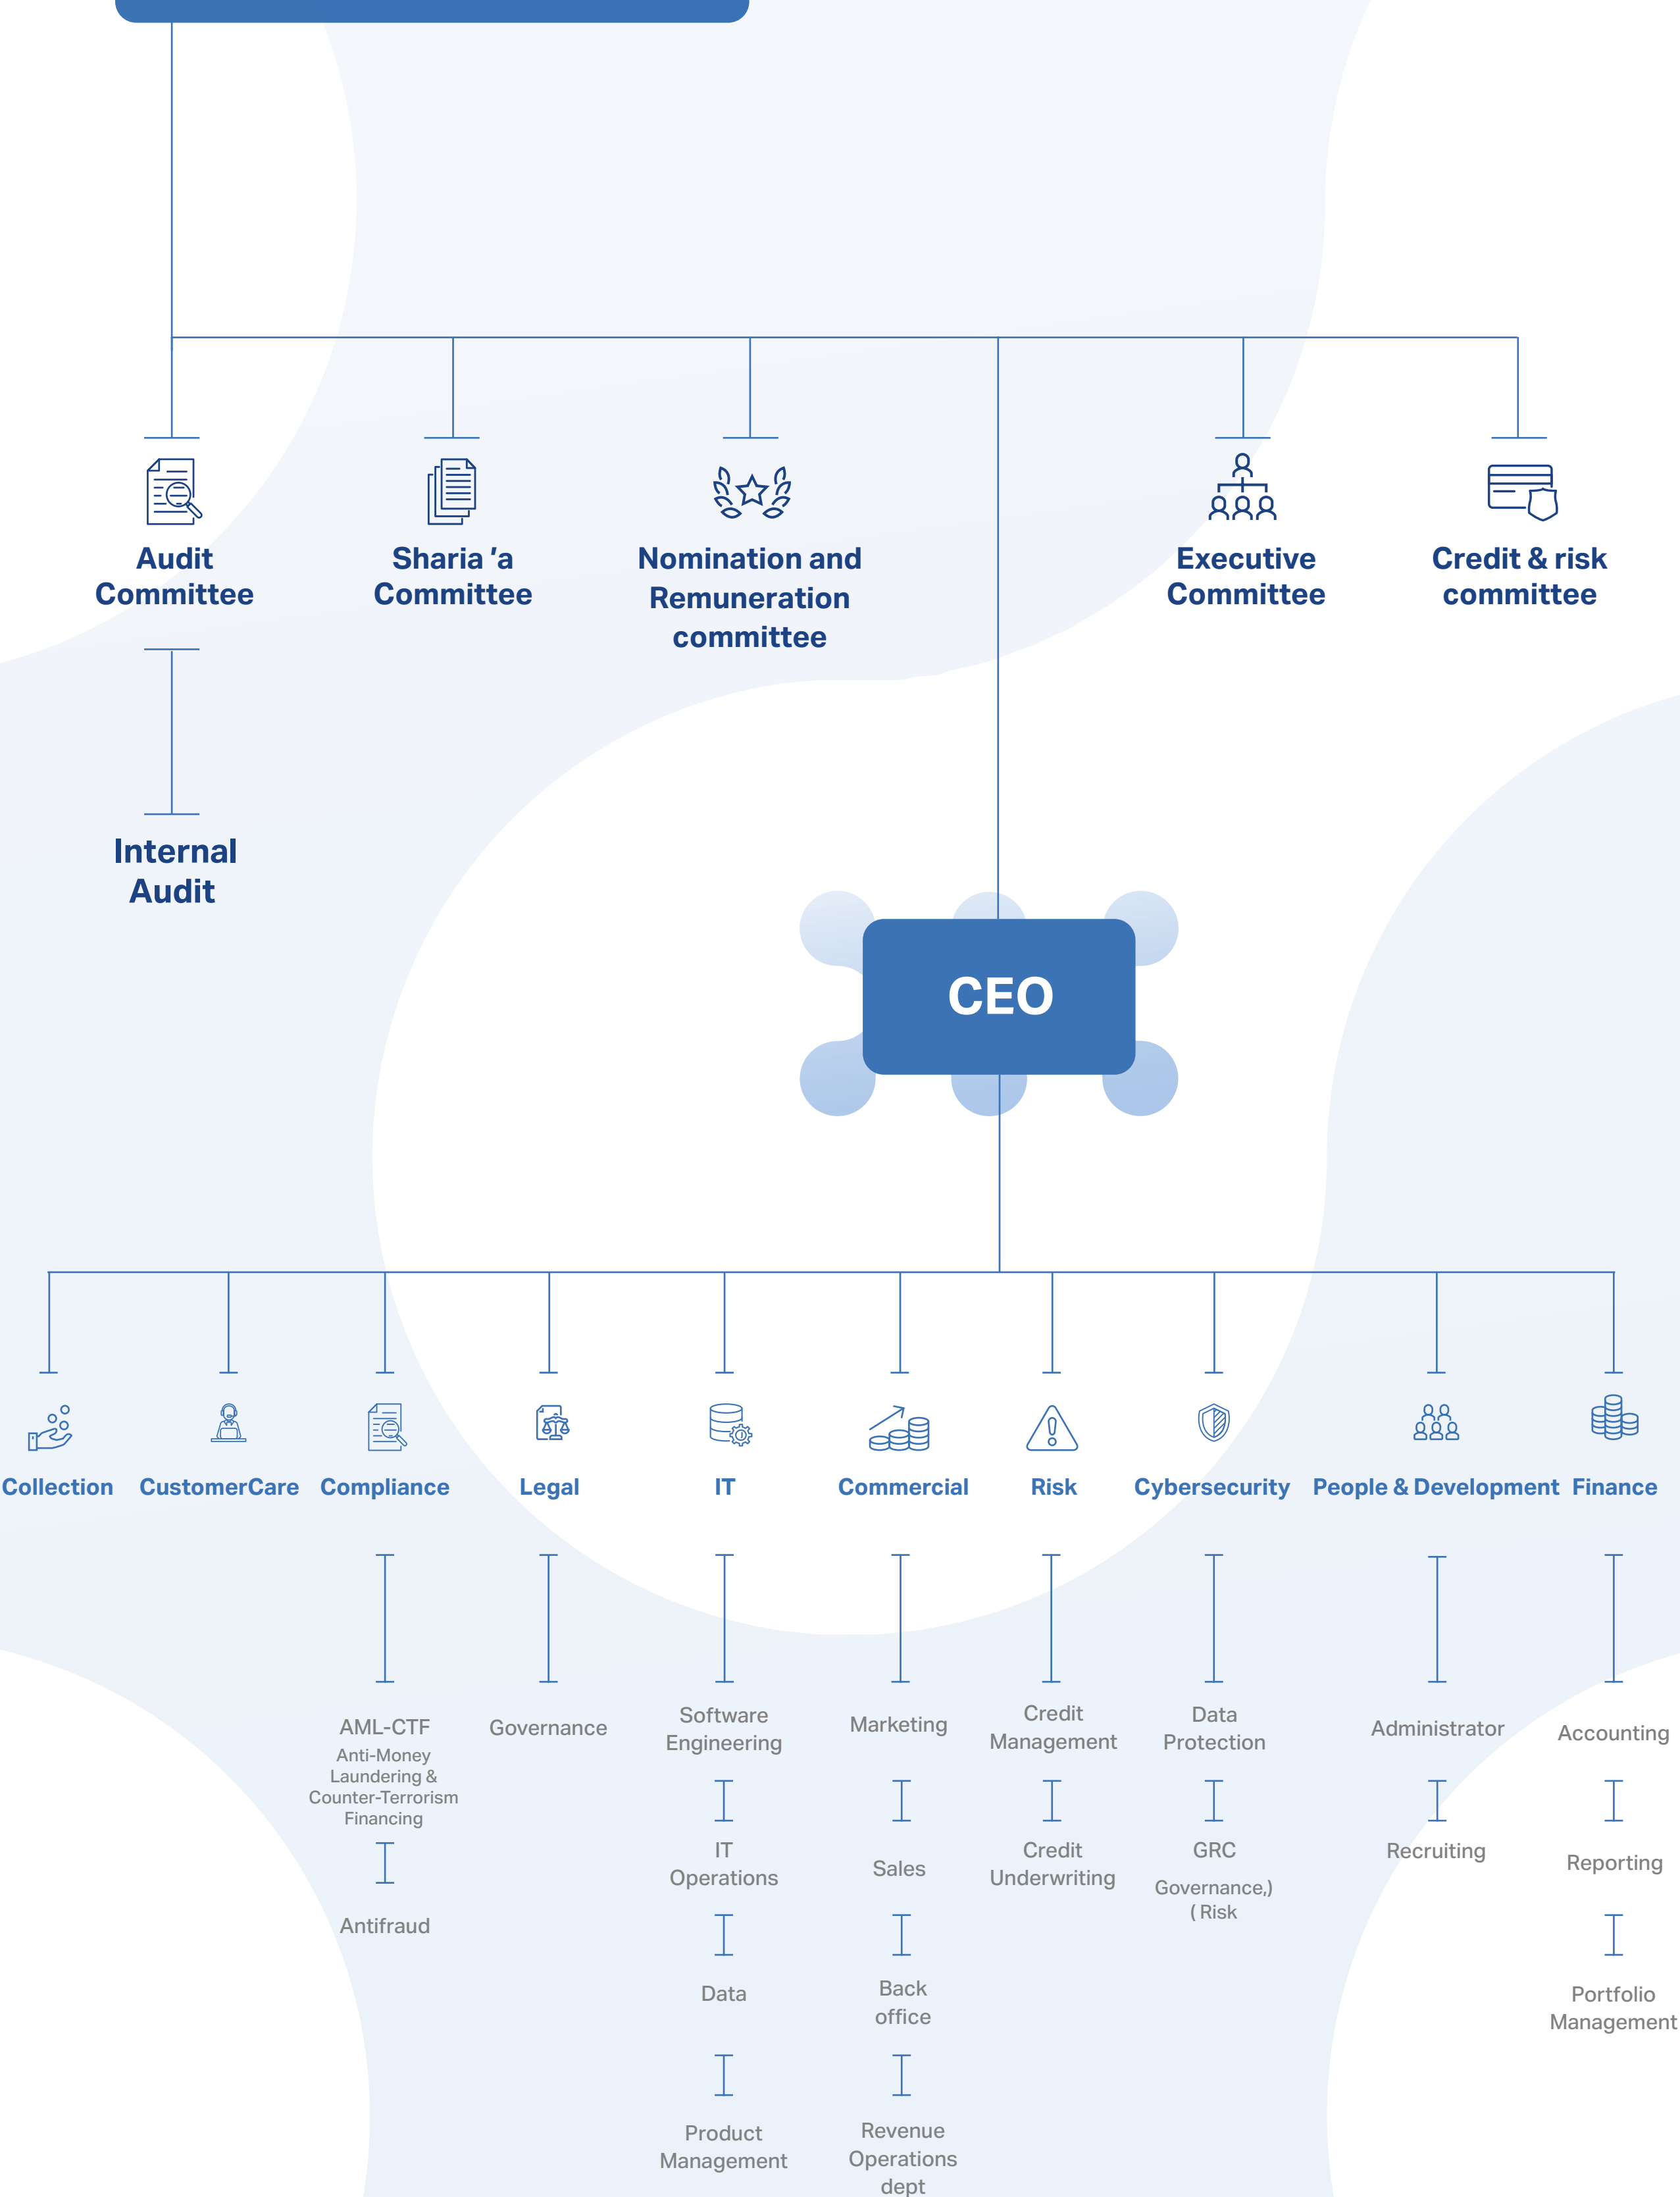 Audit
Committee
Sharia ’a
Committee
Nomination and
Remuneration
committee
Executive
Committee
Credit & risk
committee
Internal
Audit
CEO
Collection
CustomerCare
Compliance
Legal
IT
Commercial
Risk
Cybersecurity
People & Development
Finance
AML-CTF
Anti-Money
Laundering &
Counter-Terrorism
Financing
Antifraud
Governance
Software
Engineering
IT
Operations
Data
Product
Management
Marketing
Sales
Back
office
Revenue
Operations
dept
Credit
Management
Credit
Underwriting
Data
Protection
GRC
Governance,)
( Risk
Administrator
Recruiting
Accounting
Reporting
Portfolio
Management